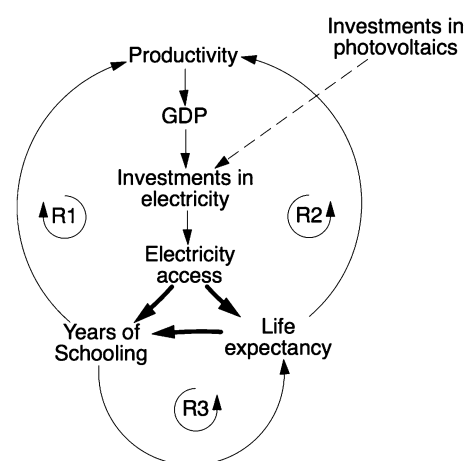 Investments in
photovoltaics
Productivity
GDP
Investments in
electricity
R1
R2
Electricity
access
Years of
Schooling
Life
expectancy
R3